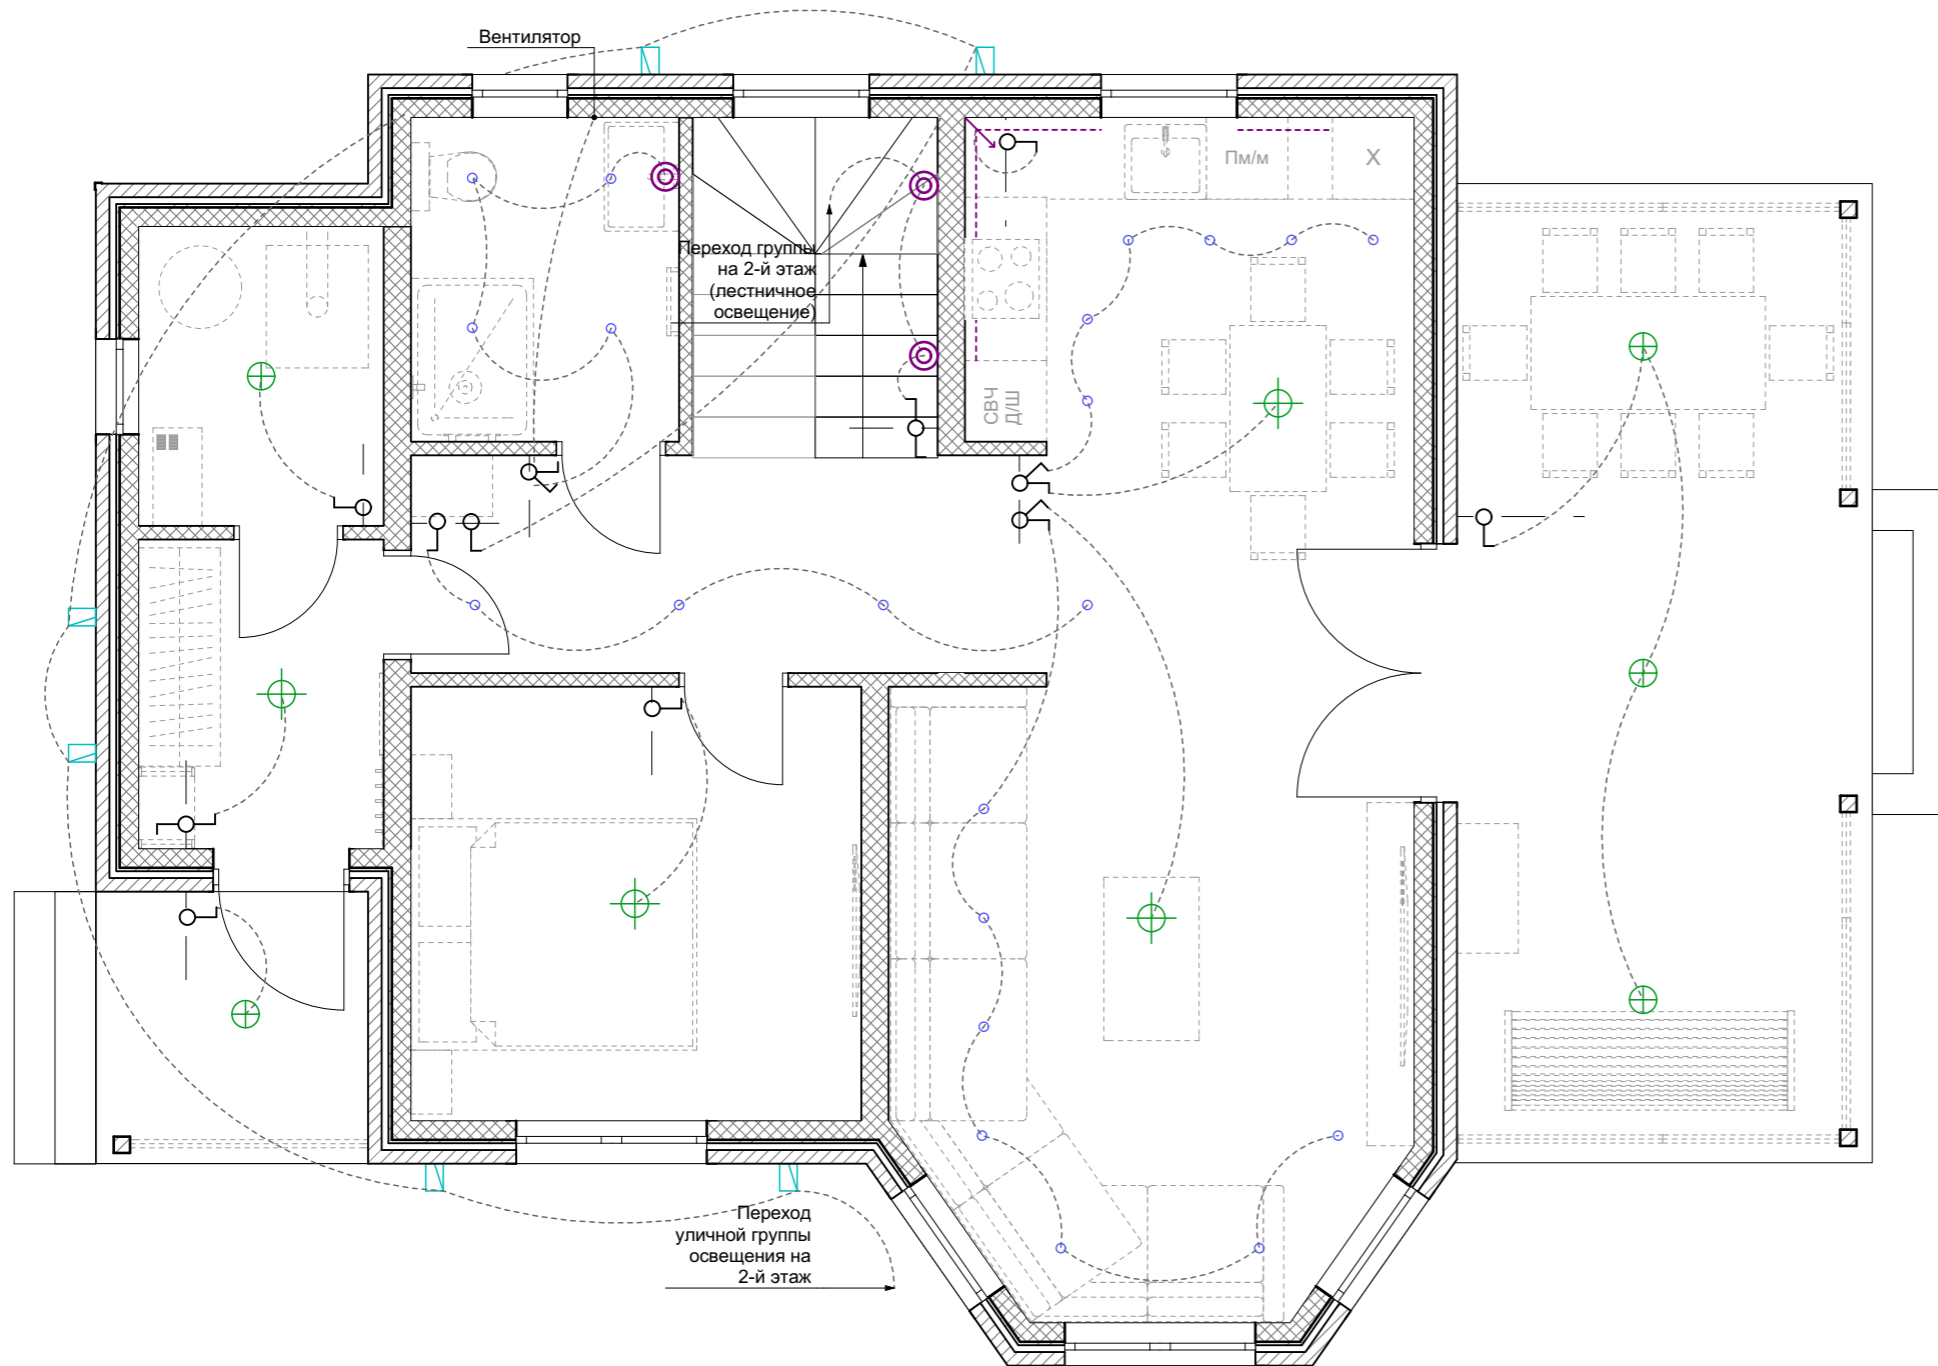 Вентилятор
Пм/м
Х
Переход группы
на 2-й этаж
(лестничное
освещение)
СВЧ
Д/Ш
Переход
уличной группы
освещения на
2-й этаж